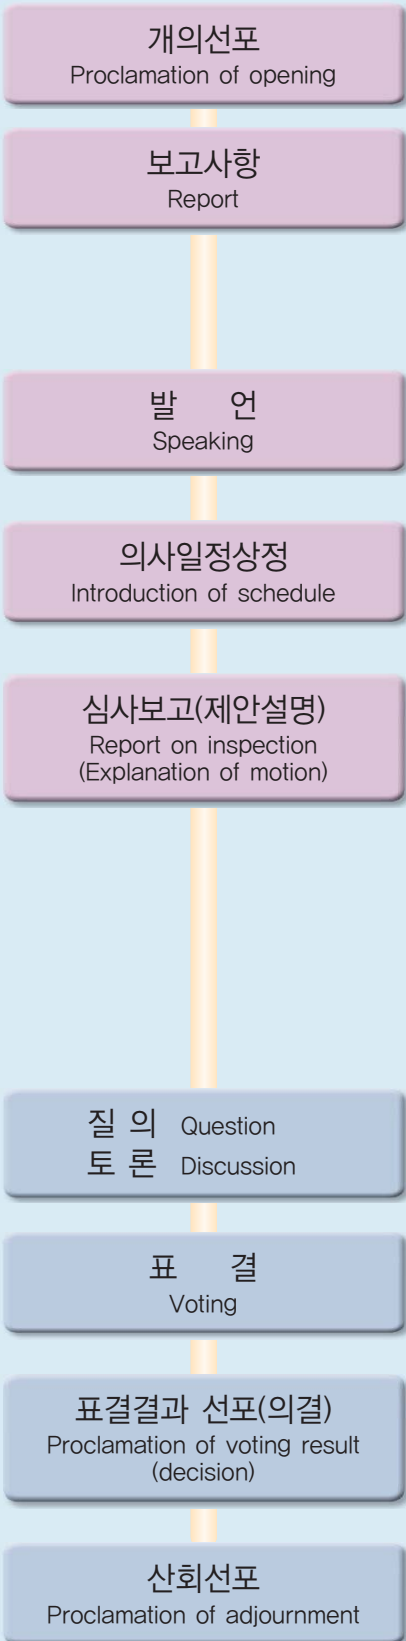 개의선포
Proclamation of opening
보고사항
Report
발 언
Speaking
의사일정상정
Introduction of schedule
심사보고(제안설명)
Report on inspection
(Explanation of motion)
질 의 Question
토 론 Discussion
표 결
Voting
표결결과 선포(의결)
Proclamation of voting result
(decision)
산회선포
Proclamation of adjournment